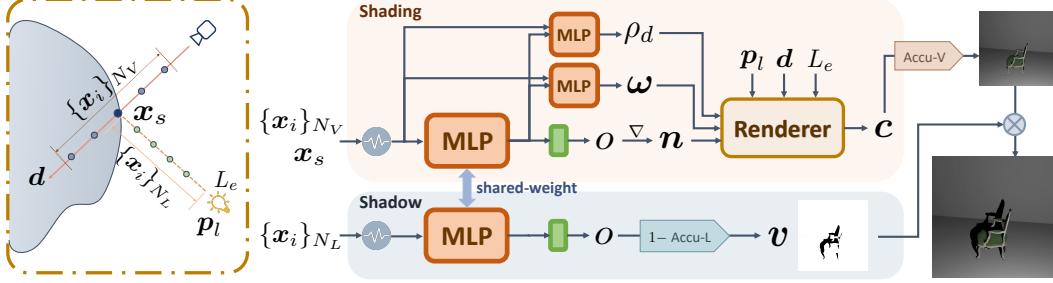 {x_i}_{N_V}
x_s
d
{x_i}_{N_L}
L_e
p_l
Shading
{x_i}_{N_V}
x_s
MLP
MLP
MLP
ρ_d
ω
o
∇
n
p_l d L_e
Renderer
c
Accu-V
shared-weight
Shadow
{x_i}_{N_L}
MLP
o
1− Accu-L
v